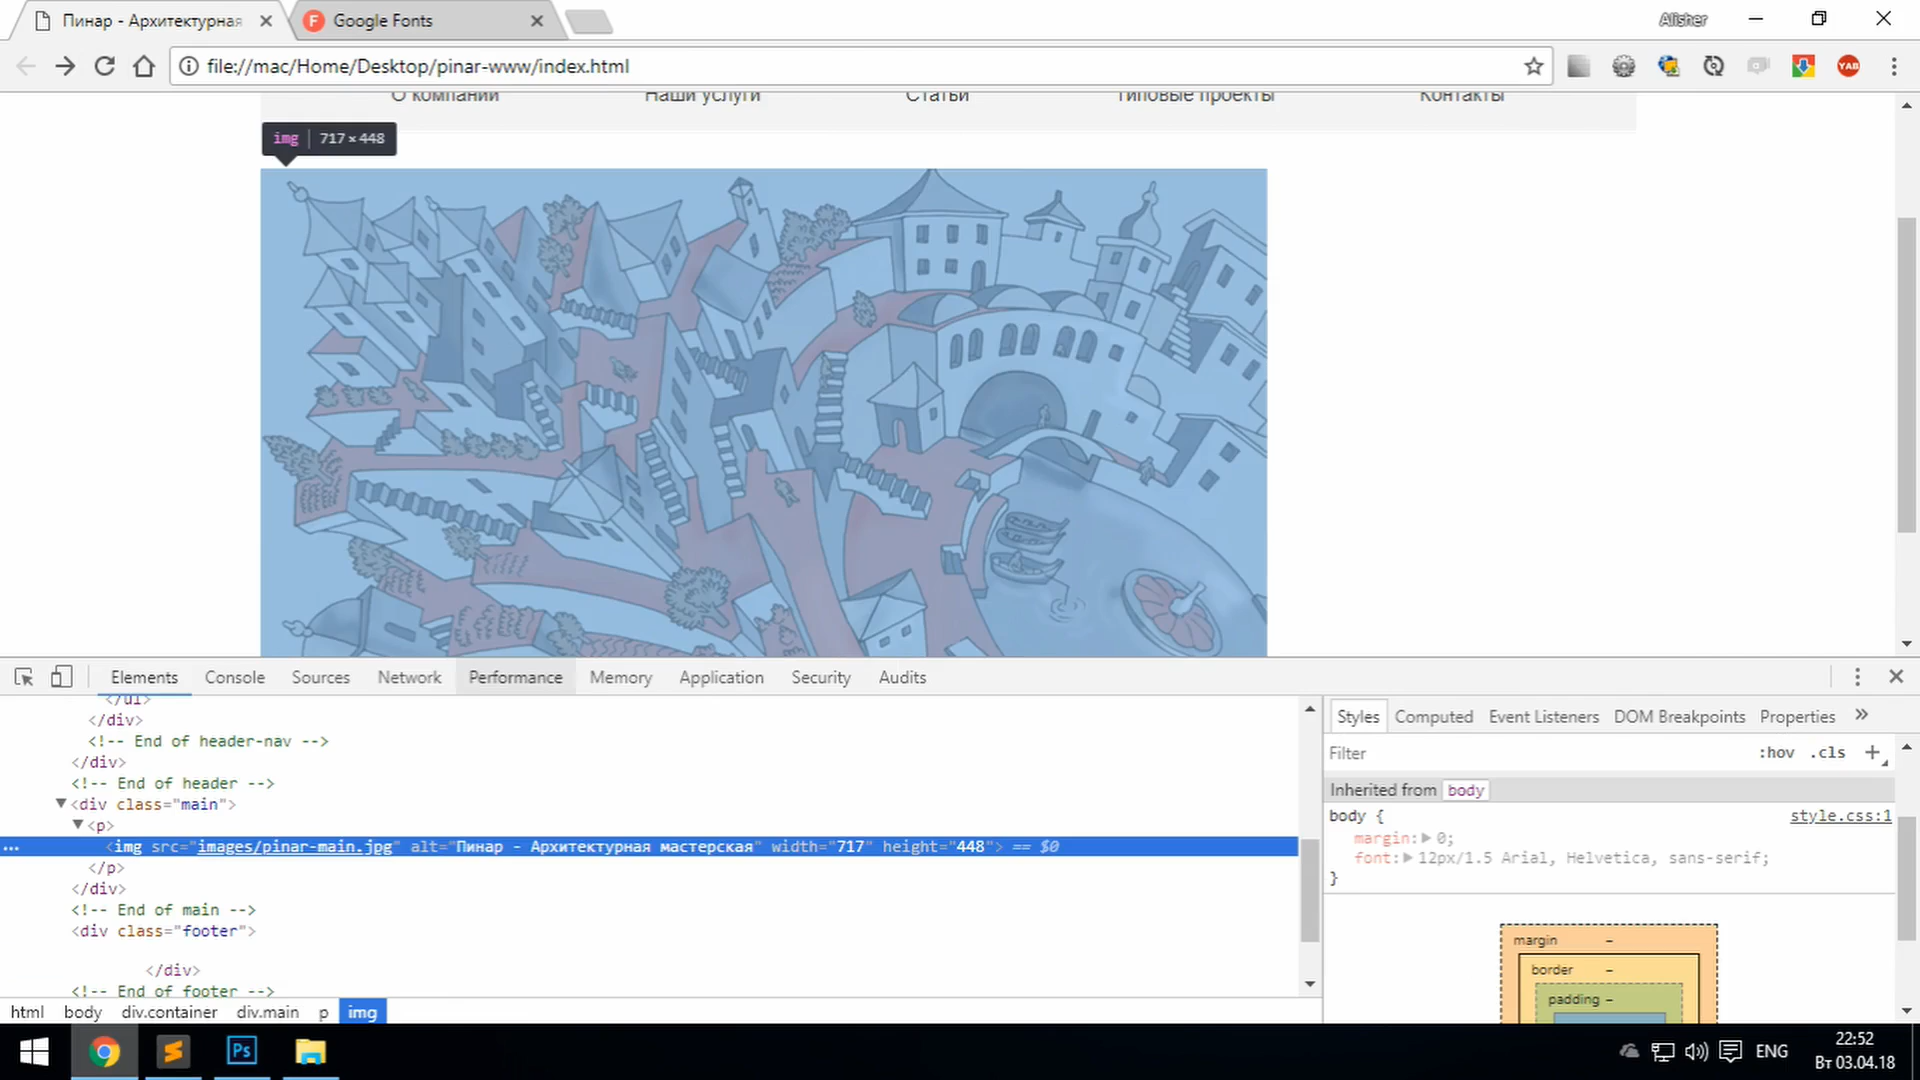 Пинар - Архитектурная
Google Fonts
Alisher
file://mac/Home/Desktop/pinar-www/index.html
YAB
О компании
Наши услуги
Статьи
Типовые проекты
Контакты
img 717 × 448
Elements
Console
Sources
Network
Performance
Memory
Application
Security
Audits
</ul>
</div>
<!-- End of header-nav -->
</div>
<!-- End of header -->
<div class="main">
<p>
<img src="images/pinar-main.jpg" alt="Пинар - Архитектурная мастерская" width="717" height="448"> == $0
</p>
</div>
<!-- End of main -->
<div class="footer">
</div>
<!-- End of footer -->
html body div.container div.main p img
Styles Computed Event Listeners DOM Breakpoints Properties
Filter :hov .cls
Inherited from body
body { style.css:1
margin: 0;
font: 12px/1.5 Arial, Helvetica, sans-serif;
}
margin –
border –
padding –
Ps
ENG
22:52
Вт 03.04.18